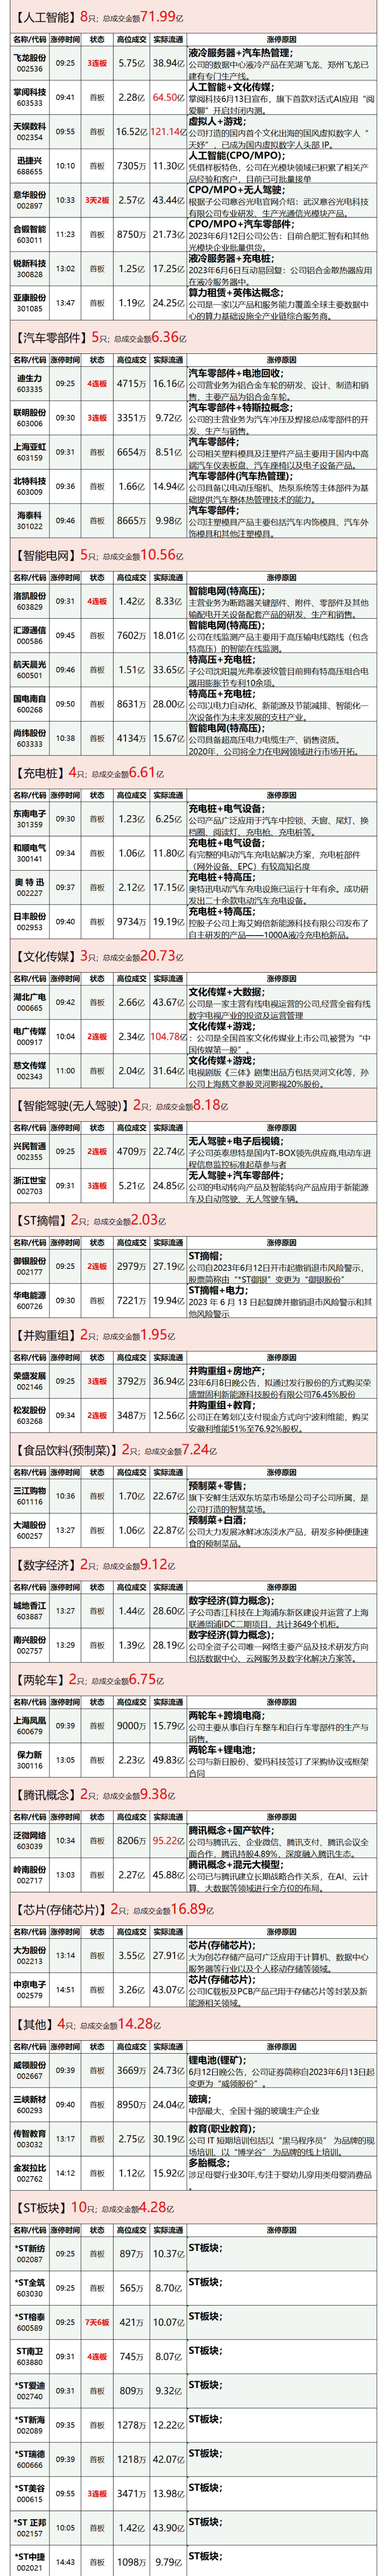 【人工智能】8只；总成交金额71.99亿
名称/代码 涨停时间 状态 高位成交 实际流通 涨停原因
飞龙股份 002536 09:25 3连板 5.75亿 38.94亿 液冷服务器+汽车热管理；
公司的数据中心液冷产品在芜湖飞龙、郑州飞龙已
建有专门生产线。
掌阅科技 603533 09:41 首板 2.28亿 64.50亿 人工智能+文化传媒；
掌阅科技6月13日宣布，旗下首款对话式AI应用“阅
爱聊”开启封闭内测。
天娱数科 002354 09:55 首板 16.52亿 121.14亿 虚拟人+游戏；
公司打造的国内首个文化出海的国风虚拟数字人“
天妤”，已成为国内虚拟数字人头部 IP。
迅捷兴 688655 10:10 首板 7305万 11.30亿 人工智能(CPO/MPO)；
凭借样板特色，公司在光模块领域已积累了相关产
品经验和客户，目前已可批量接单
意华股份 002897 10:33 3天2板 2.57亿 43.44亿 CPO/MPO+无人驾驶；
根据子公司意谷光电官网介绍：武汉意谷光电科技
有限公司专业研发、生产光通信光模块产品。
合锻智能 603011 11:23 首板 8750万 21.73亿 CPO/MPO+汽车零部件；
2023年6月12日公司公告：目前合肥汇智有和其他
光模块企业批量供货。
锐新科技 300828 13:02 首板 1.25亿 17.25亿 液冷服务器+充电桩；
2023年6月6日互动易回复：公司铝合金散热器应用
在液冷服务器中。
亚康股份 301085 13:47 首板 1.19亿 24.25亿 算力租赁+英伟达概念；
公司是一家以产品和服务能力覆盖全球主要数据中
心的算力基础设施全产业链综合服务商。
【汽车零部件】5只；总成交金额6.36亿
名称/代码 涨停时间 状态 高位成交 实际流通 涨停原因
迪生力 603335 09:25 4连板 4715万 16.16亿 汽车零部件+电池回收；
公司营业务为铝合金车轮的研发、设计、制造和销
售，主要产品为铝合金车轮。
联明股份 603006 09:30 3连板 3351万 9.72亿 汽车零部件+特斯拉概念；
公司的主营业务为汽车冲压及焊接总成零部件的开
发、生产与销售。
上海亚虹 603159 09:31 首板 6654万 8.51亿 汽车零部件；
公司相关塑料模具及注塑件产品主要用于国内中高
端汽车仪表板盘、汽车座椅以及电子设备产品。
北特科技 603009 09:36 首板 1.66亿 14.94亿 汽车零部件(汽车热管理)；
公司具备以电动压缩机、热泵系统等主体部件为基
础提供汽车整体热管理技术的能力。
海泰科 301022 09:46 首板 8665万 9.98亿 汽车零部件；
公司注塑模具产品主要包括汽车内饰模具、汽车外
饰模具和其他注塑模具。
【智能电网】5只；总成交金额10.56亿
名称/代码 涨停时间 状态 高位成交 实际流通 涨停原因
洛凯股份 603829 09:31 4连板 1.42亿 8.33亿 智能电网(特高压)；
主营业务为断路器关键部件、附件、零部件及其他
输配电开关设备配套产品的研发、生产和销售。
汇源通信 000586 09:45 首板 7602万 18.01亿 智能电网(特高压)；
公司在线监测产品主要用于高压输电线路线（包含
特高压）的智能在线监测。
航天晨光 600501 09:46 首板 1.51亿 33.65亿 特高压+充电桩；
子公司沈阳晨光弗泰波纹管目前拥有特高压组合电
器用膨胀节专利10余项。
国电南自 600268 09:50 首板 8631万 28.00亿 特高压+充电桩；
公司以电力自动化、新能源及节能减排、智能化一
次设备作为未来发展的支柱产业。
尚纬股份 603333 10:38 首板 4134万 15.67亿 智能电网(特高压)；
公司具备超高压电力电缆生产、销售资质。
2020年，公司将全力在电网领域进行市场开拓。
【充电桩】4只；总成交金额6.61亿
名称/代码 涨停时间 状态 高位成交 实际流通 涨停原因
东南电子 301359 09:30 首板 1.23亿 6.25亿 充电桩+电气设备；
公司产品广泛应用于汽车中控锁、天窗、尾灯、换
档圈、阅读灯、充电枪、充电桩等。
和顺电气 300141 09:34 首板 1.06亿 11.80亿 充电桩+电气设备；
有完整的电动汽车充电站解决方案，充电桩部件
（网外设备、EPC）有较高知名度
奥 特 迅 002227 09:37 首板 2.12亿 17.15亿 充电桩+特高压；
奥特迅电动汽车充电设施已运行十年有余。成功研
发出二十余款电动汽车充电设备。
日丰股份 002953 09:40 首板 9734万 19.19亿 充电桩+特高压；
控股子公司上海艾姆倍新能源科技有限公司发布了
自主研发的产品——1000A液冷充电枪新品。
【文化传媒】3只；总成交金额20.73亿
名称/代码 涨停时间 状态 高位成交 实际流通 涨停原因
湖北广电 000665 09:42 首板 2.66亿 43.67亿 文化传媒+大数据；
公司是一家主营有线电视运营的公司,经营全省有线
数字电视产业的投资及运营管理
电广传媒 000917 10:04 2连板 2.34亿 104.78亿 文化传媒+游戏；
：公司是全国首家文化传媒业上市公司,被誉为“中
国传媒第一股”。
慈文传媒 002343 11:00 首板 2.04亿 31.64亿 文化传媒+游戏；
电视剧版《三体》剧集出品方包括灵河文化等，孙
公司上海慈文参投灵河影视20%股份。
【智能驾驶(无人驾驶)】2只；总成交金额8.18亿
名称/代码 涨停时间 状态 高位成交 实际流通 涨停原因
兴民智通 002355 09:25 2连板 4709万 22.74亿 无人驾驶+电子后视镜；
子公司英泰思特是国内T-BOX领先供应商,电动车进
程信息监控标准起草参与者
浙江世宝 002703 09:31 3连板 5.21亿 24.85亿 无人驾驶+汽车零部件；
公司的电动转向产品及智能转向产品应用于新能源
车及自动驾驶、无人驾驶车辆。
【ST摘帽】2只；总成交金额2.03亿
名称/代码 涨停时间 状态 高位成交 实际流通 涨停原因
御银股份 002177 09:25 2连板 2979万 27.19亿 ST摘帽；
公司自2023年6月12日开市起撤销退市风险警示,
股票简称由“*ST御银”变更为“御银股份”
华电能源 600726 09:30 首板 7221万 19.94亿 ST摘帽+电力；
2023 年 6 月 13 日起复牌并撤销退市风险警示和其
他风险警示
【并购重组】2只；总成交金额1.95亿
名称/代码 涨停时间 状态 高位成交 实际流通 涨停原因
荣盛发展 002146 09:25 3连板 3792万 36.94亿 并购重组+房地产；
23年6月8日晚公告，拟通过发行股份的方式购买荣
盛盟固利新能源科技股份有限公司76.45%股份
松发股份 603268 09:34 2连板 3487万 12.56亿 并购重组+教育；
公司正在筹划以支付现金方式向宁波利维能，购买
安徽利维能51%至76.92%股权。
【食品饮料(预制菜)】2只；总成交金额7.24亿
名称/代码 涨停时间 状态 高位成交 实际流通 涨停原因
三江购物 601116 10:36 首板 1.70亿 22.67亿 预制菜+零售；
旗下安鲜生活双东坊菜市场是公司子公司所属，是
公司打造的智慧菜场。
大湖股份 600257 13:27 首板 1.06亿 22.87亿 预制菜+白酒；
公司大力发展冰鲜冰冻淡水产品，研发多种便捷速
食的预制菜品。
【数字经济】2只；总成交金额9.12亿
名称/代码 涨停时间 状态 高位成交 实际流通 涨停原因
城地香江 603887 13:27 首板 1.44亿 28.60亿 数字经济(算力概念)；
子公司香江科技在上海浦东新区建设并运营了上海
联通周浦IDC二期项目，共计3649个机柜。
南兴股份 002757 13:29 首板 1.39亿 28.19亿 数字经济(算力概念)；
公司全资子公司唯一网络主要产品及技术研发方向
包括数据中心、云网服务及数字化解决方案等。
【两轮车】2只；总成交金额6.75亿
名称/代码 涨停时间 状态 高位成交 实际流通 涨停原因
上海凤凰 600679 09:39 首板 9000万 15.79亿 两轮车+跨境电商；
公司主要从事自行车整车和自行车零部件的生产与
销售。
保力新 300116 13:05 首板 2.23亿 49.83亿 两轮车+锂电池；
公司与新日股份、爱玛科技签订了采购协议或框架
合同
【腾讯概念】2只；总成交金额9.38亿
名称/代码 涨停时间 状态 高位成交 实际流通 涨停原因
泛微网络 603039 10:34 首板 8206万 95.22亿 腾讯概念+国产软件；
公司与腾讯云、企业微信、腾讯支付、腾讯会议全
面合作，腾讯持股4.89%，深度融入腾讯生态。
岭南股份 002717 13:03 首板 2.27亿 45.88亿 腾讯概念+混元大模型；
公司已与腾讯建立长期战略合作关系，在AI、云计
算、大数据等领域进行全方位的布局。
【芯片(存储芯片)】2只；总成交金额16.89亿
名称/代码 涨停时间 状态 高位成交 实际流通 涨停原因
大为股份 002213 13:14 首板 3.55亿 27.91亿 芯片(存储芯片)；
大为创芯存储产品可广泛应用于计算机、数据中心
服务器等行业以及个人移动存储等领域。
中京电子 002579 14:51 首板 3.26亿 43.07亿 芯片(存储芯片)；
公司IC载板及PCB产品己用于存储芯片等封装及新
能源相关领域。
【其他】4只；总成交金额14.28亿
名称/代码 涨停时间 状态 高位成交 实际流通 涨停原因
威领股份 002667 09:39 首板 3669万 24.73亿 锂电池(锂矿)；
6月12日晚公告，公司证券简称自2023年6月13日起
变更为“威领股份”。
三峡新材 600293 09:40 首板 8950万 24.04亿 玻璃；
中部最大、全国十强的玻璃生产企业
传智教育 003032 13:17 首板 2.75亿 30.19亿 教育(职业教育)；
公司 IT 短期培训包括以“黑马程序员” 为品牌的现
场培训、以“博学谷” 为品牌的线上培训。
金发拉比 002762 14:12 首板 1.12亿 15.92亿 多胎概念；
涉足母婴行业30年,专注于婴幼儿穿用类母婴消费品
。
【ST板块】10只；总成交金额4.28亿
名称/代码 涨停时间 状态 高位成交 实际流通 涨停原因
*ST新纺 002087 09:25 首板 897万 10.37亿 ST板块；
*ST全筑 603030 09:25 首板 565万 8.70亿 ST板块；
*ST榕泰 600589 09:25 7天6板 421万 10.07亿 ST板块；
ST南卫 603880 09:31 4连板 745万 8.07亿 ST板块；
*ST爱迪 002740 09:31 首板 809万 9.32亿 ST板块；
*ST新海 002089 09:35 首板 1278万 12.22亿 ST板块；
*ST瑞德 600666 09:39 首板 1218万 42.07亿 ST板块；
*ST美谷 000615 09:55 3连板 3471万 13.98亿 ST板块；
*ST 正邦 002157 10:05 首板 1.42亿 43.90亿 ST板块；
*ST中捷 002021 14:43 首板 1098万 9.79亿 ST板块；